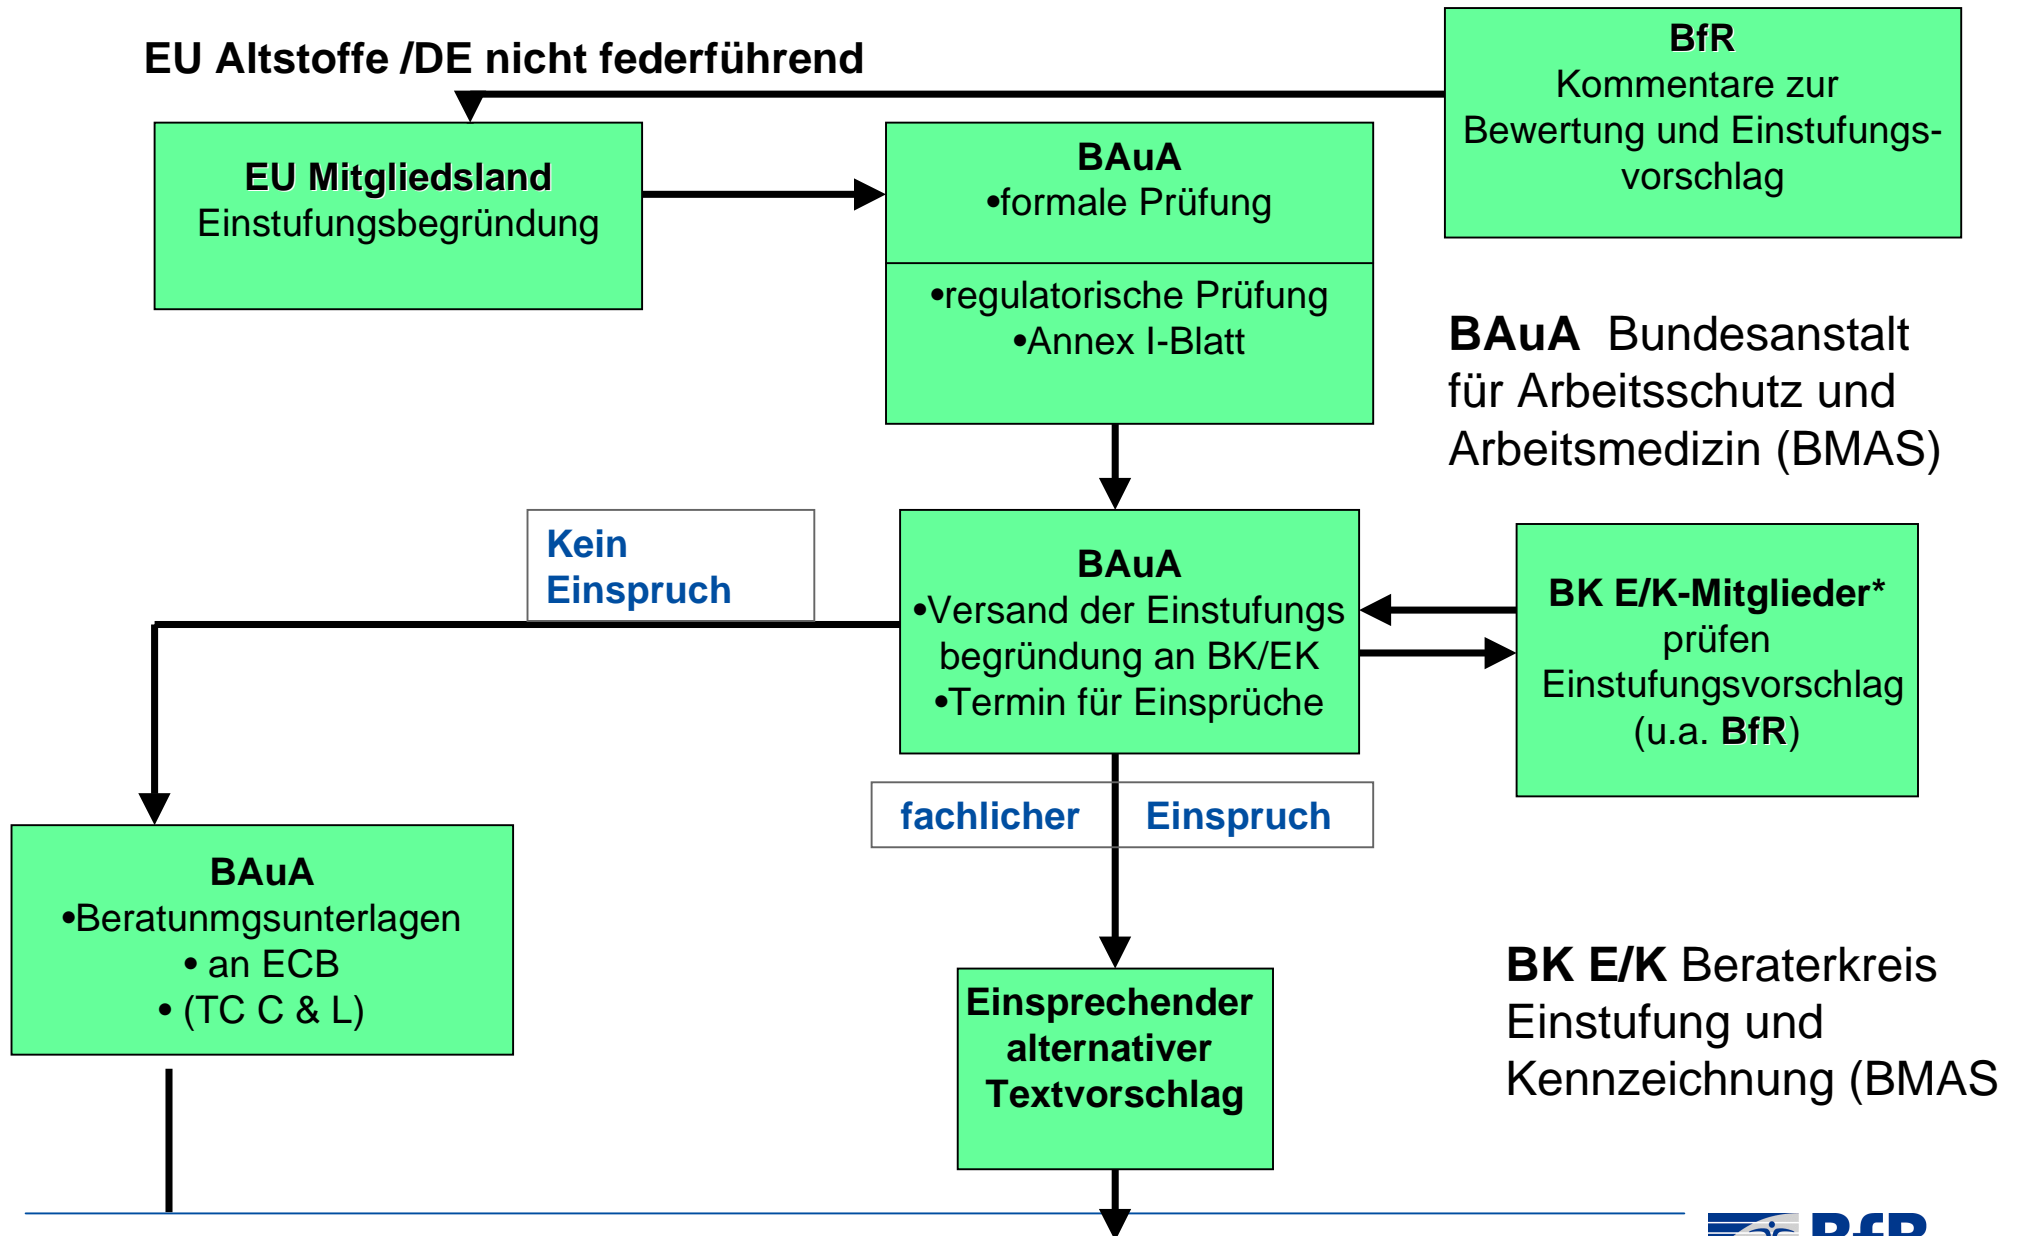 EU Altstoffe /DE nicht federführend
BfR
Kommentare zur
Bewertung und Einstufungs-
vorschlag
EU Mitgliedsland
Einstufungsbegründung
BAuA
•formale Prüfung
•regulatorische Prüfung
•Annex I-Blatt
BAuA Bundesanstalt
für Arbeitsschutz und
Arbeitsmedizin (BMAS)
Kein
Einspruch
BAuA
•Versand der Einstufungs
begründung an BK/EK
•Termin für Einsprüche
BK E/K-Mitglieder*
prüfen
Einstufungsvorschlag
(u.a. BfR)
fachlicher Einspruch
BAuA
•Beratunmgsunterlagen
• an ECB
• (TC C & L)
Einsprechender
alternativer
Textvorschlag
BK E/K Beraterkreis
Einstufung und
Kennzeichnung (BMAS
BfR